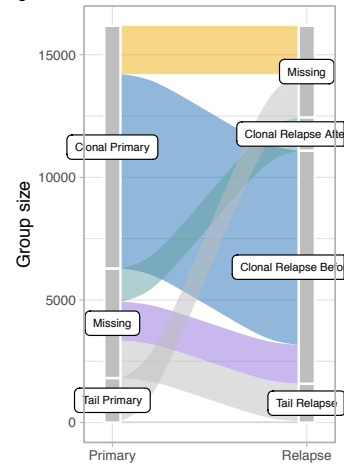 15000
Missing
Clonal Relapse Afte
Clonal Primary
10000
Group size
Clonal Relapse Befo
5000
Missing
Tail Primary
Tail Relapse
0
Primary
Relapse